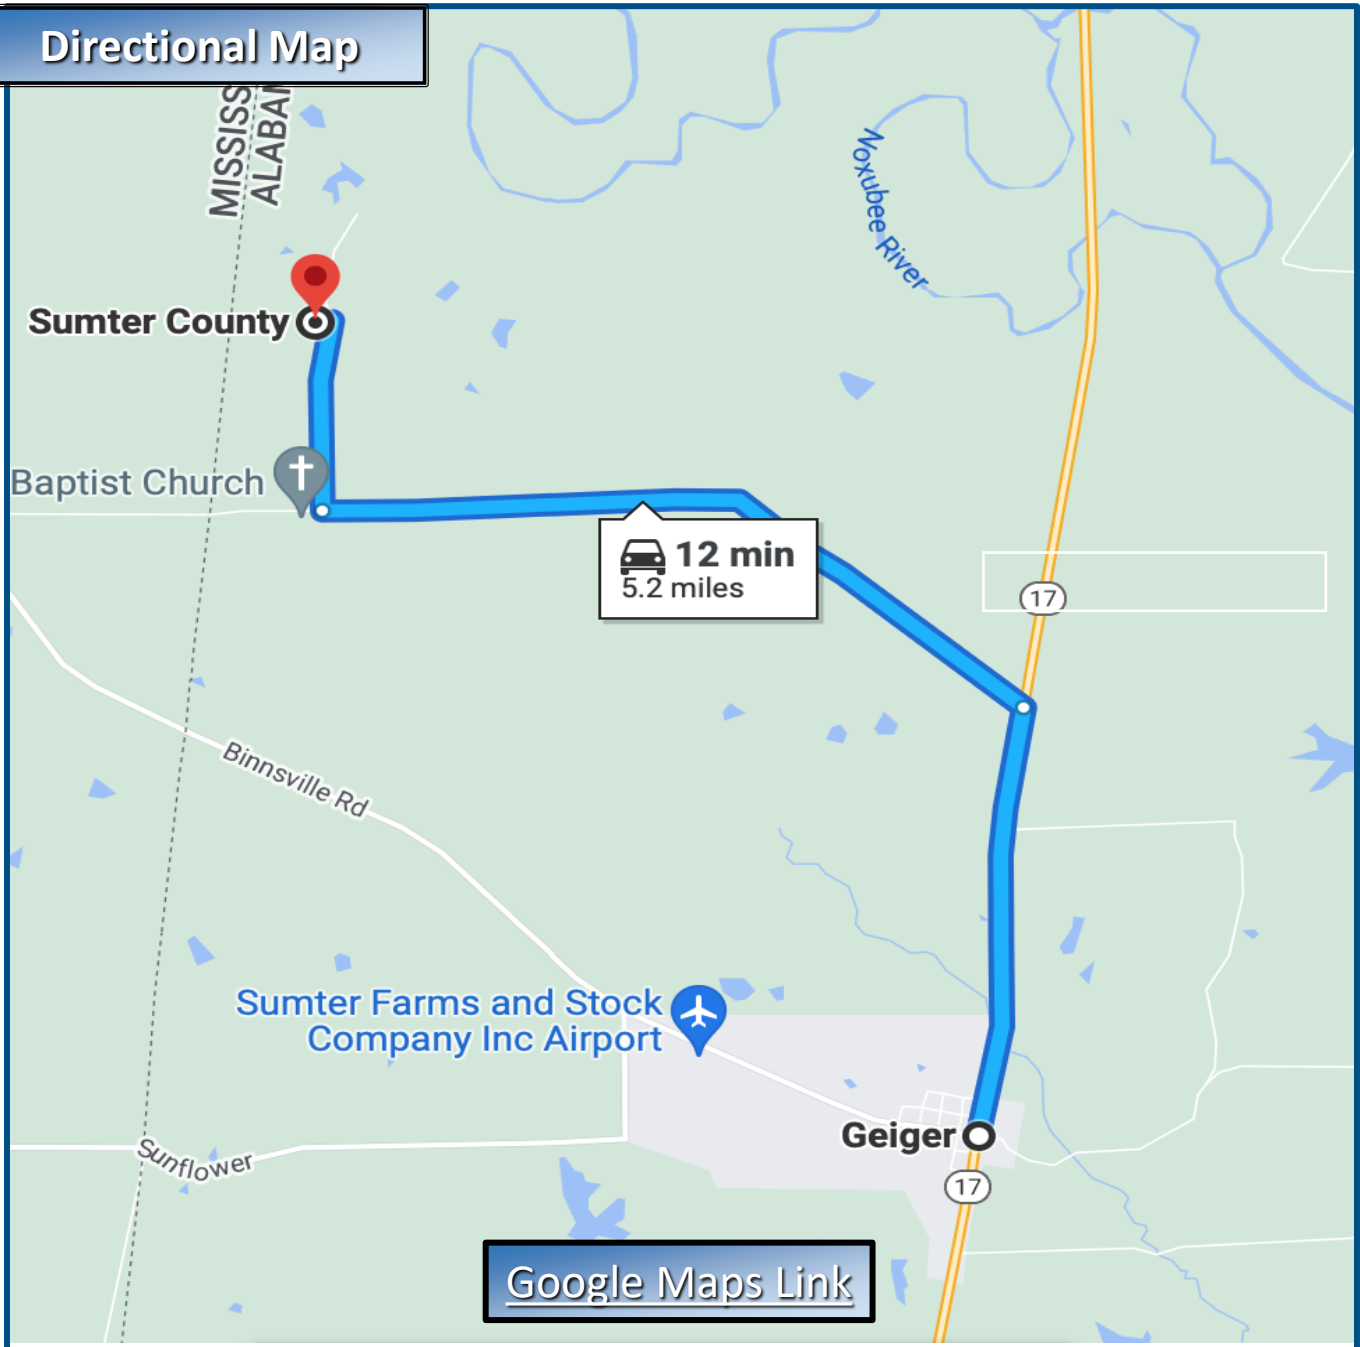 Directional Map
MISSISS
ALABAM
Noxubee River
Sumter County
Baptist Church
12 min
5.2 miles
17
Binnsville Rd
Sumter Farms and Stock
Company Inc Airport
Geiger
Sunflower
17
Google Maps Link